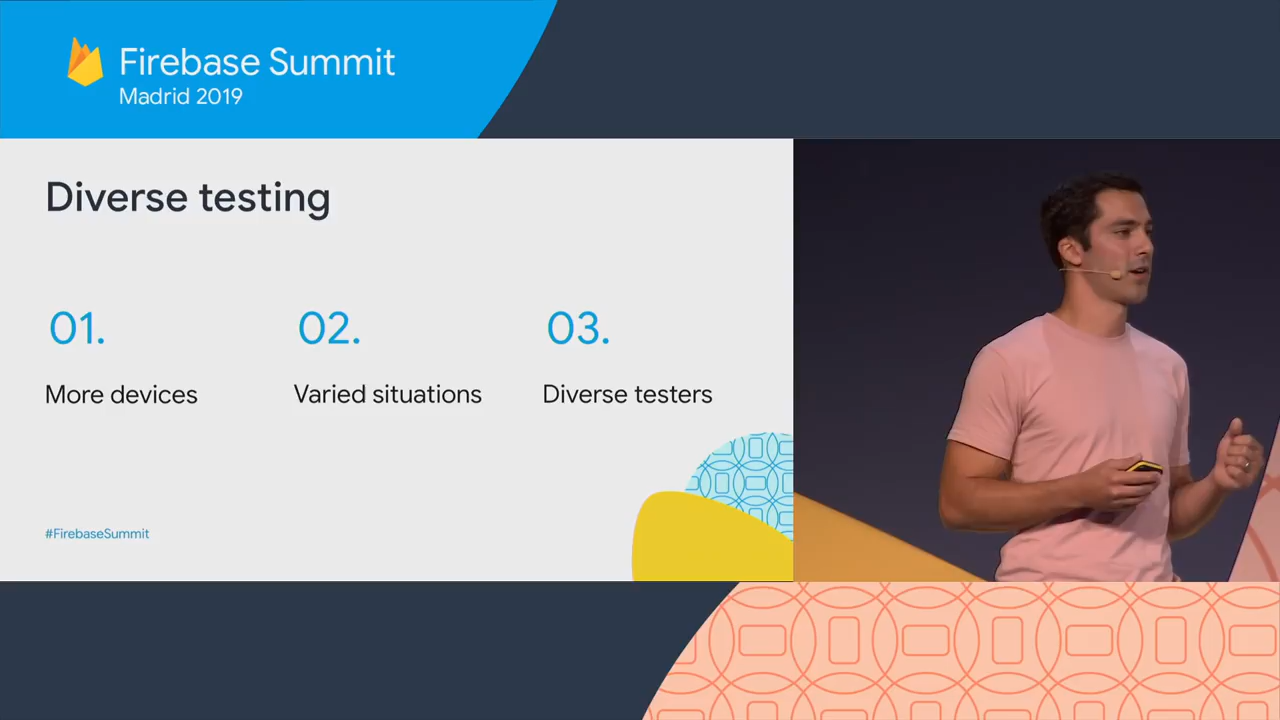 Firebase Summit
Madrid 2019
Diverse testing
01.
02.
03.
More devices
Varied situations
Diverse testers
#FirebaseSummit